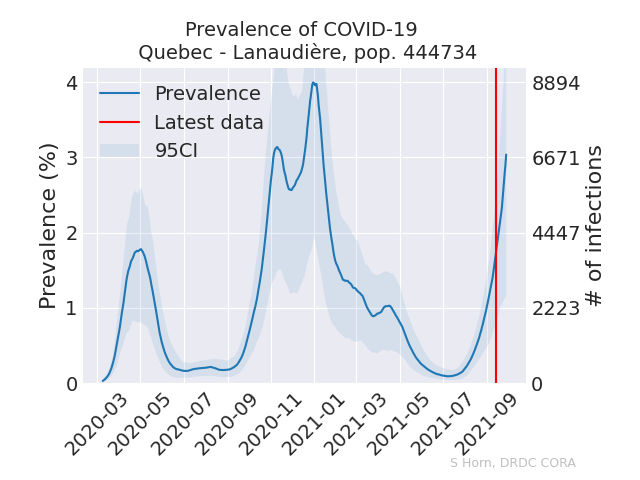 Prevalence of COVID-19
Quebec - Lanaudière, pop. 444734
Prevalence
Latest data
95CI
Prevalence (%)
4
3
2
1
0
8894
6671
4447
2223
0
# of infections
2020-03
2020-05
2020-07
2020-09
2020-11
2021-01
2021-03
2021-05
2021-07
2021-09
S Horn, DRDC CORA